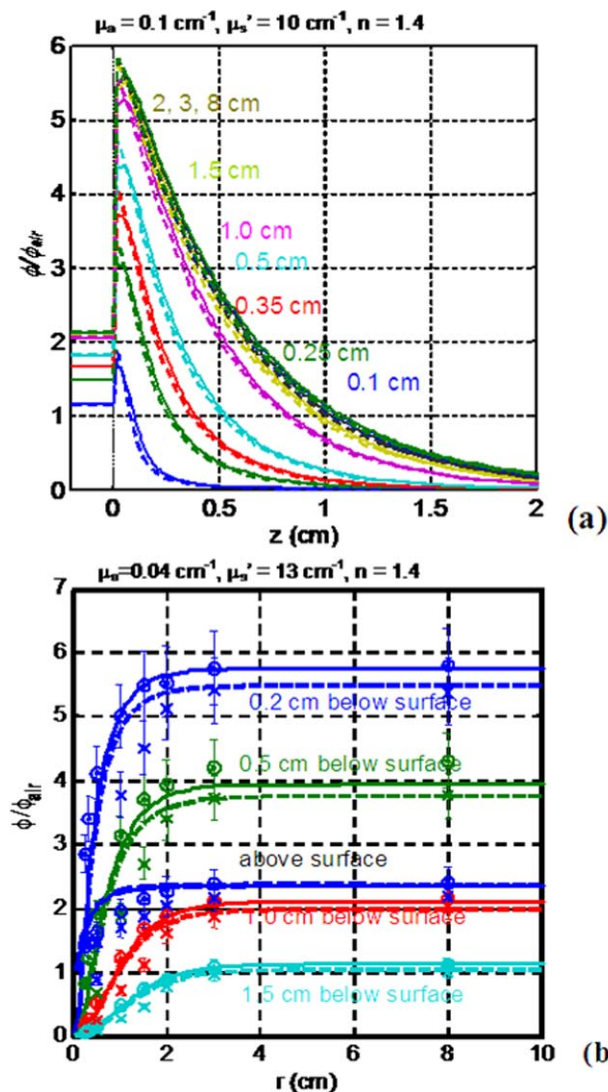 μa = 0.1 cm-1, μs' = 10 cm-1, n = 1.4
6
5
4
3
2
1
0
ϕ/ϕair
2, 3, 8 cm
1.5 cm
1.0 cm
0.5 cm
0.35 cm
0.25 cm
0.1 cm
0
0.5
1
1.5
2
z (cm)
(a)
μa=0.04 cm-1, μs' = 13 cm-1, n = 1.4
7
6
5
4
3
2
1
0
ϕ/ϕair
0.2 cm below surface
0.5 cm below surface
above surface
1.0 cm below surface
1.5 cm below surface
0
2
4
6
8
10
r (cm)
(b